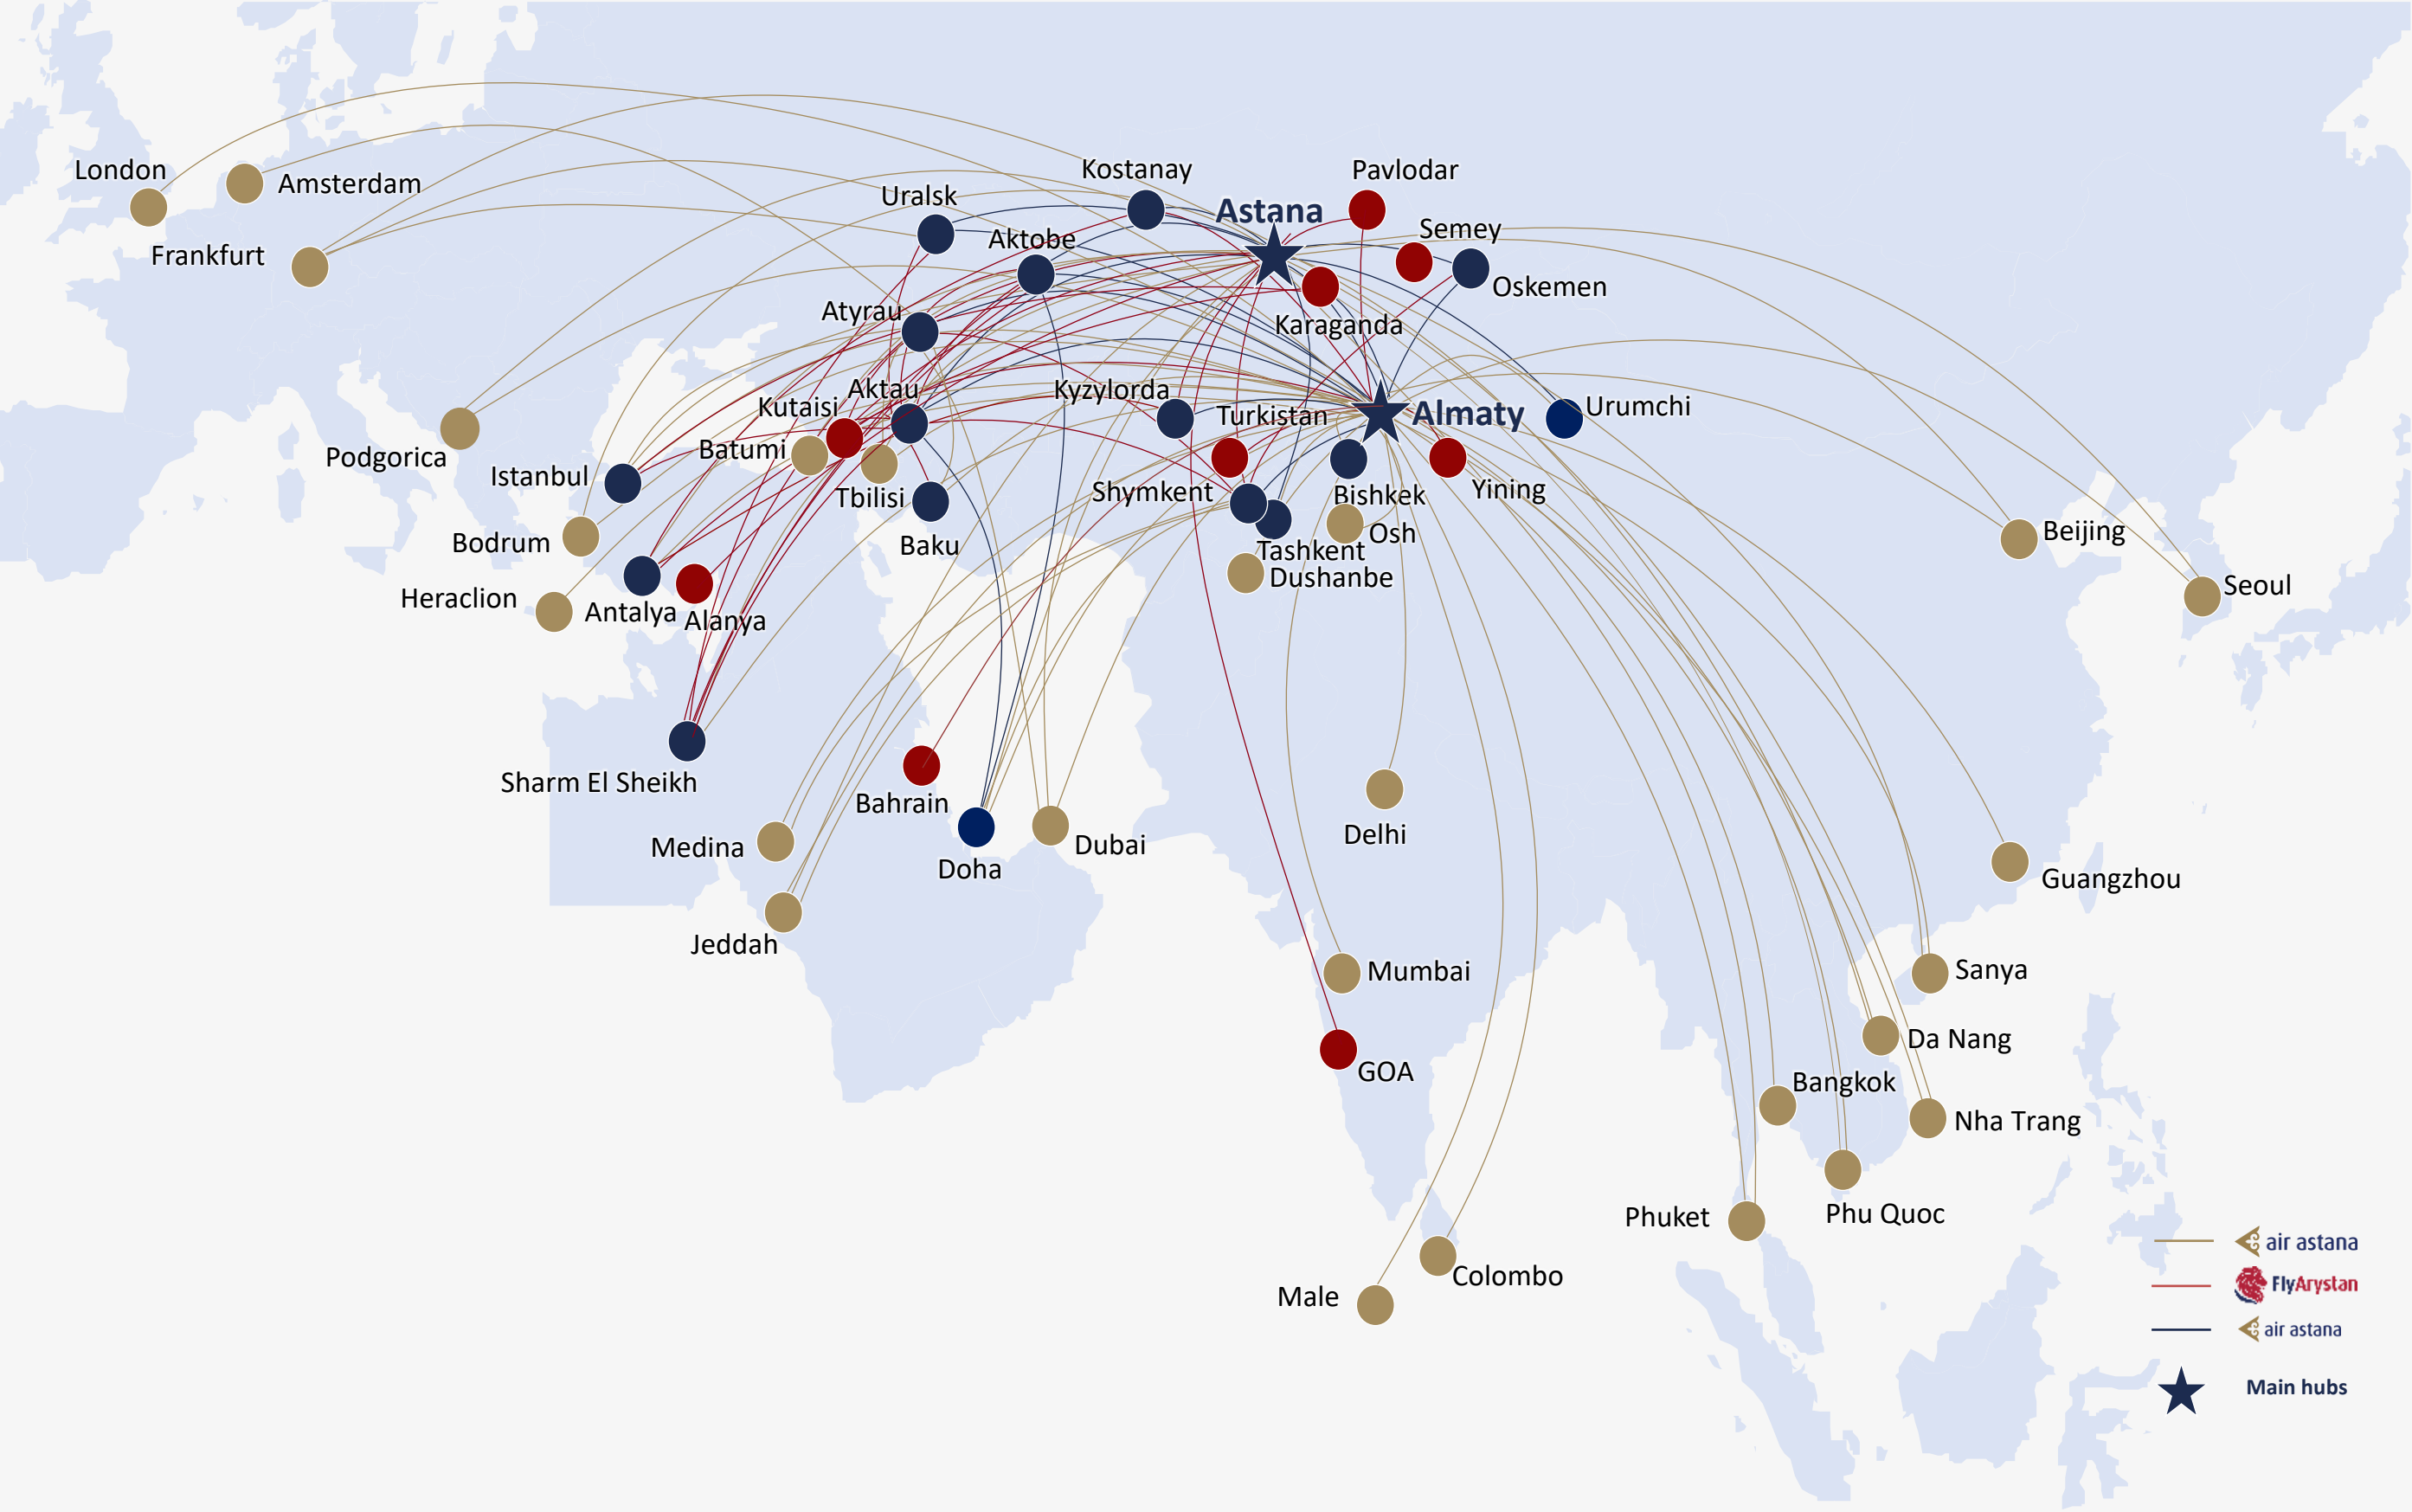 London
Amsterdam
Frankfurt
Kostanay
Pavlodar
Uralsk
Astana
Semey
Aktobe
Oskemen
Atyrau
Karaganda
Aktau
Kyzylorda
Kutaisi
Turkistan
Almaty
Urumchi
Batumi
Podgorica
Istanbul
Tbilisi
Shymkent
Bishkek
Yining
Bodrum
Baku
Osh
Beijing
Tashkent
Dushanbe
Heraclion
Antalya
Alanya
Seoul
Sharm El Sheikh
Bahrain
Medina
Doha
Dubai
Delhi
Guangzhou
Jeddah
Mumbai
Sanya
GOA
Da Nang
Bangkok
Nha Trang
Phuket
Phu Quoc
Colombo
Male
air astana
FlyArystan
air astana
Main hubs